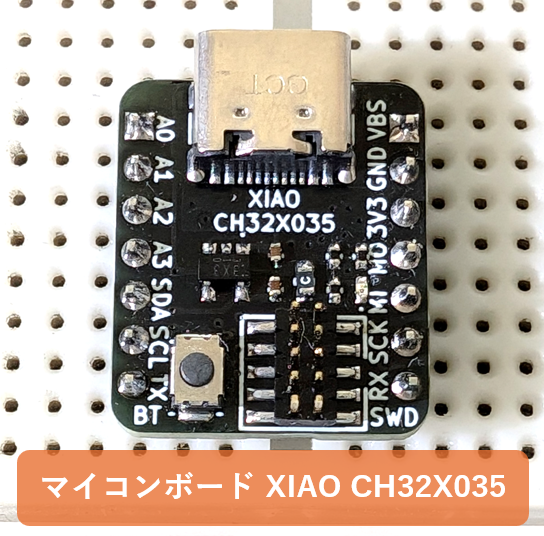 GCT
A0
A1
A2
A3
SDA
SCL
TX
BT
XIAO
CH32X035
VBS
GND
3V3
MO
MI
SCK
RX
SWD
マイコンボード XIAO CH32X035